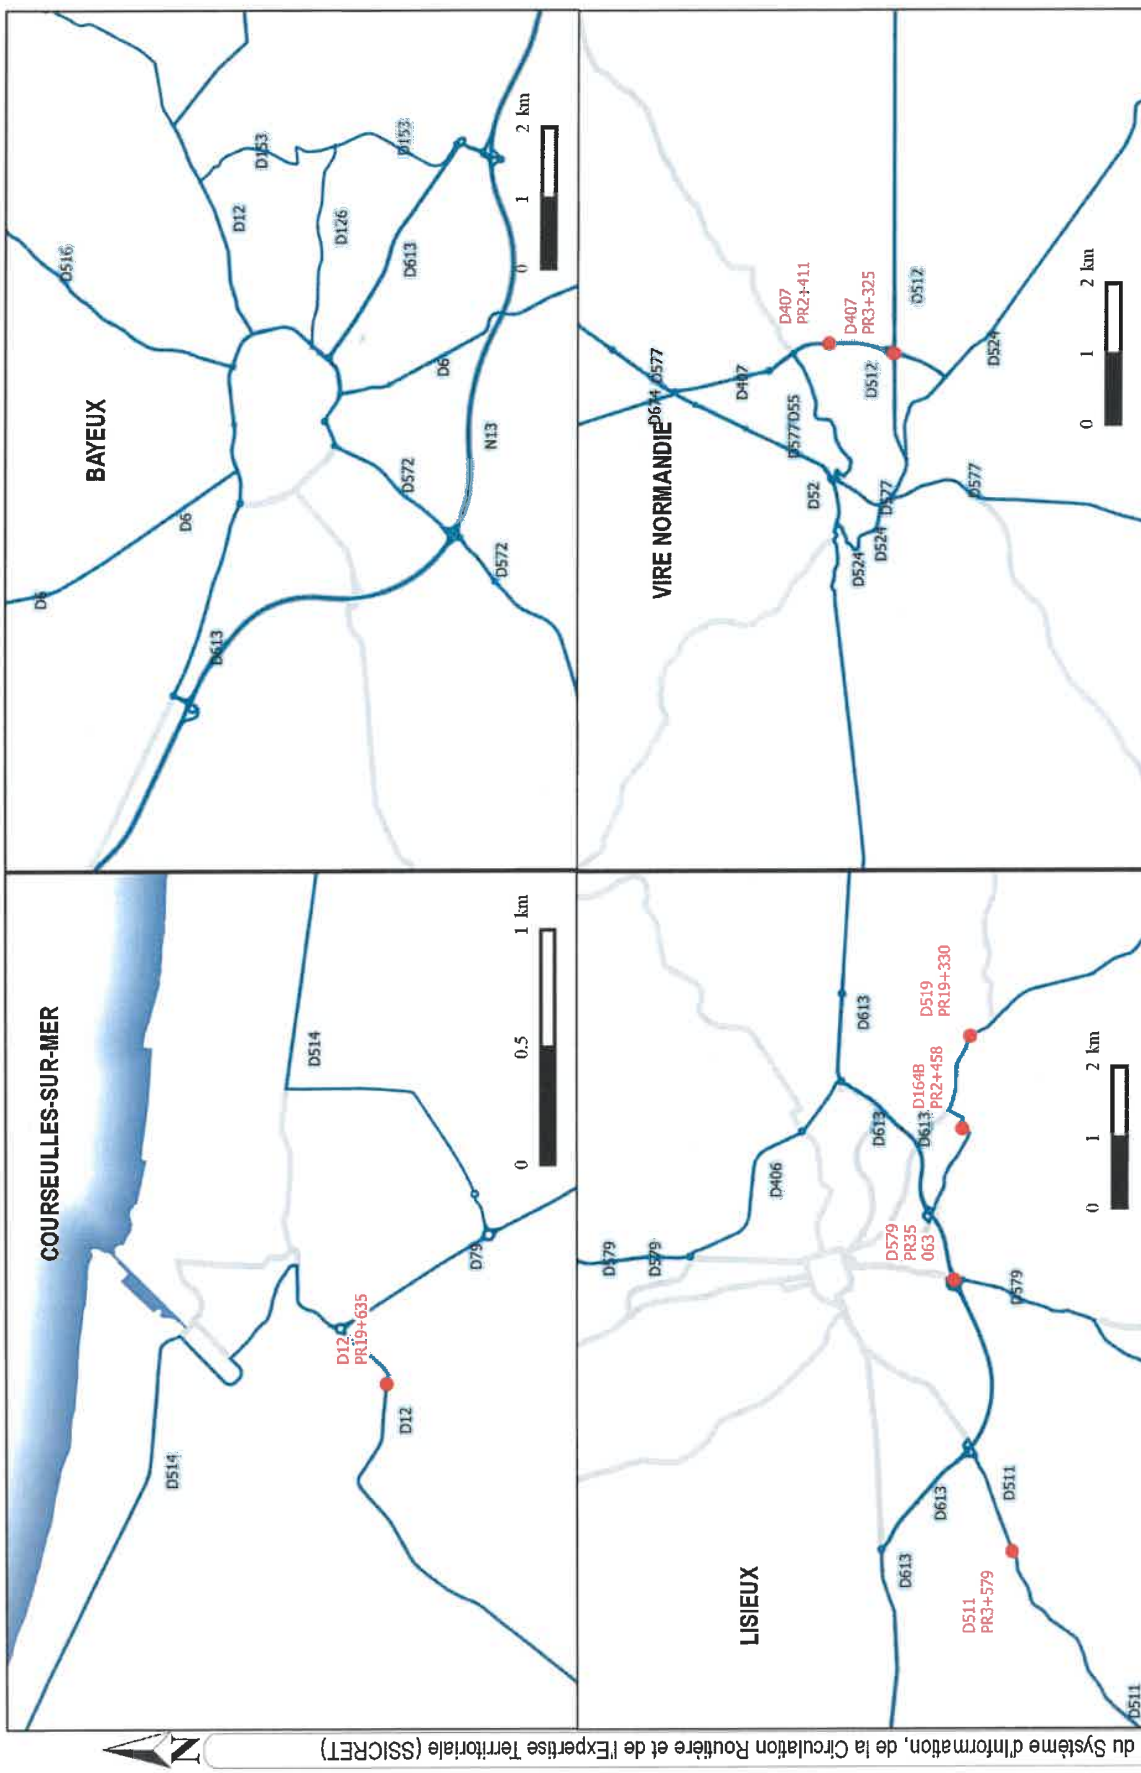 COURSEULLES-SUR-MER
D514
D514
D12
PR19+635
D12
D79
0 0.5 1 km
BAYEUX
D6
D6
D516
D12
D153
D153
D126
D613
D613
D6
D572
D572
N13
0 1 2 km
LISIEUX
D579
D579
D406
D613
D613
D613
D164B
PR2+458
D519
PR19+330
D579
PR35
063
D579
D613
D613
D511
D511
PR3+579
D511
0 1 2 km
VIRE NORMANDIE
D674
D577
D407
D407
PR2+411
D407
PR3+325
D577
D55
D52
D512
D512
D577
D524
D524
D524
D577
0 1 2 km
N
du Système d'Information, de la Circulation Routière et de l'Expertise Territoriale (SSICRET)